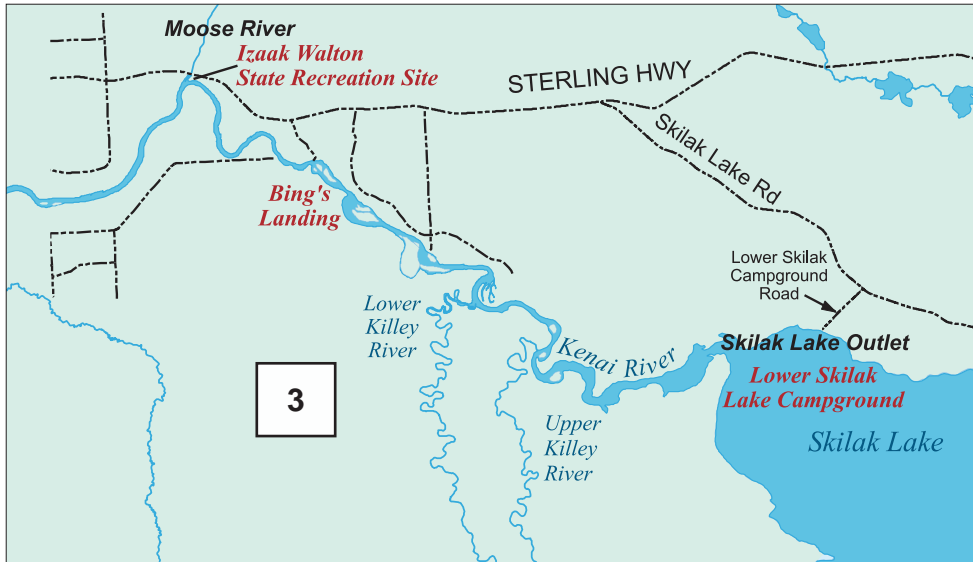 Moose River
Izaak Walton
State Recreation Site
STERLING HWY
Skilak Lake Rd
Bing's
Landing
Lower Skilak
Campground
Road
Lower
Killey
River
Kenai River
Skilak Lake Outlet
Lower Skilak
Lake Campground
3
Upper
Killey
River
Skilak Lake